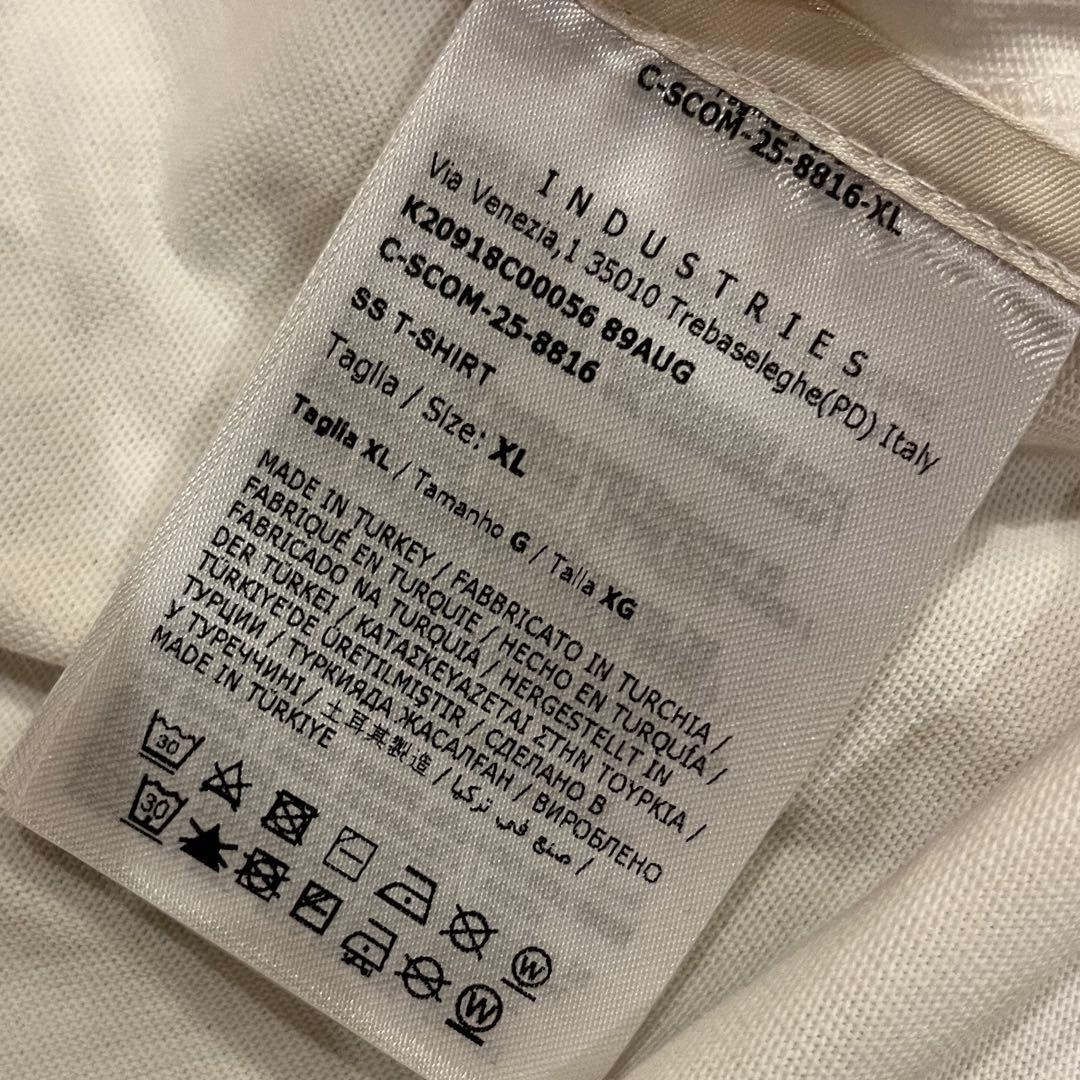 C-SCOM-25-8816-XL
INDUSTRIES
Via Venezia,1 35010 Trebaseleghe(PD) Italy
K20918C00056 89AUG
C-SCOM-25-8816
SS T-SHIRT
Taglia / Size: XL
Taglia XL / Tamanho G / Talla XG
MADE IN TURKEY / FABBRICATO IN TURCHIA /
FABRIQUÉ EN TURQUIE / HECHO EN TURQUÍA /
FABRICADO NA TURQUIA / HERGESTELLT IN
DER TÜRKEI / ΚΑΤΑΣΚΕΥΑΖΕΤΑΙ ΣΤΗΝ ΤΟΥΡΚΙΑ /
TÜRKIYE'DE ÜRETILMIŞTIR / СДЕЛАНО В
ТУРЦИИ / ТҮРКИЯДА ЖАСАЛҒАН / ВИРОБЛЕНО
У ТУРЕЧЧИНІ / 土耳其製造 / صنع في تركيا /
MADE IN TÜRKIYE
30
W
30
W